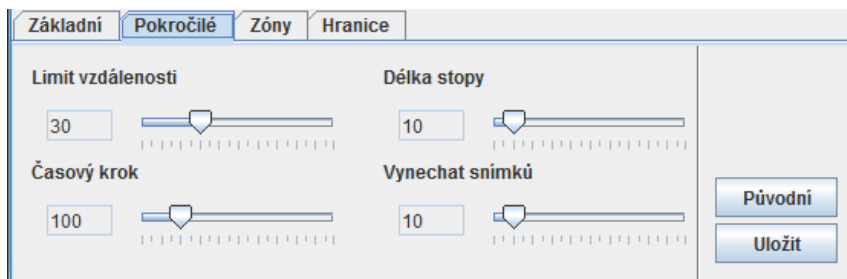 Základní Pokročilé Zóny Hranice
Limit vzdálenosti Délka stopy
30 10
Časový krok Vynechat snímků
100 10
Původní
Uložit